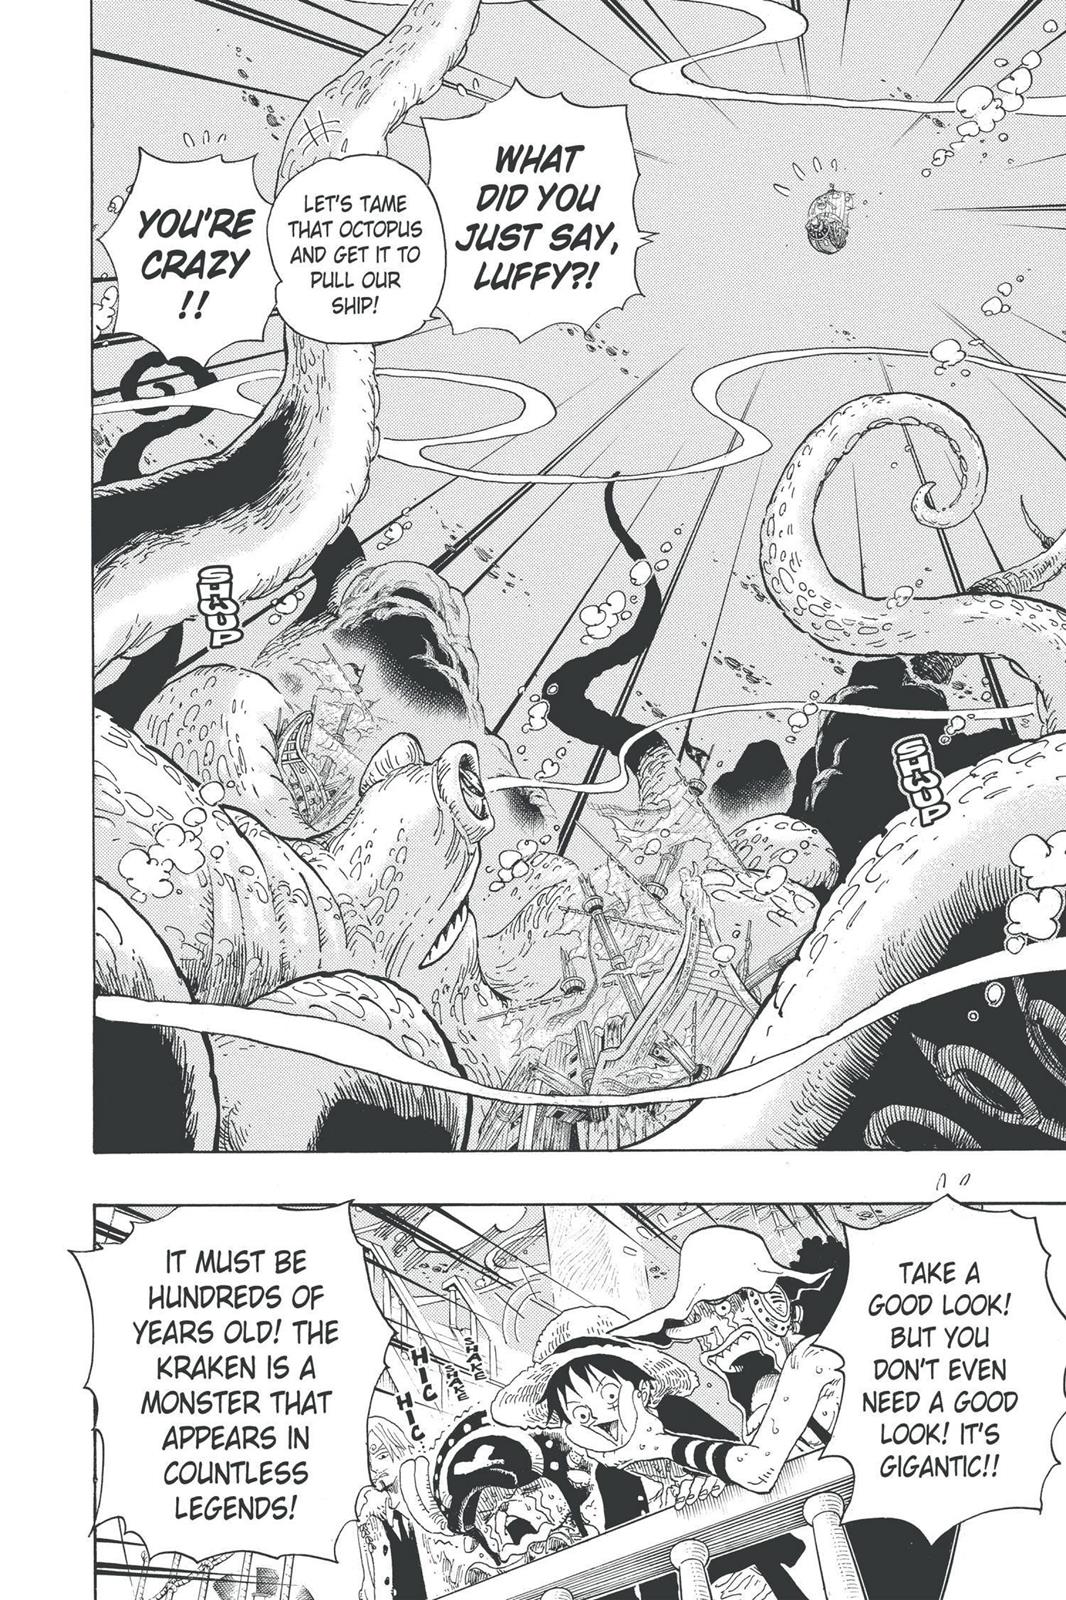 WHAT
DID YOU
JUST SAY,
LUFFY?!
LET'S TAME
THAT OCTOPUS
AND GET IT TO
PULL OUR
SHIP!
YOU'RE
CRAZY
!!
SHWUP
SHWUP
TAKE A
GOOD LOOK!
BUT YOU
DON'T EVEN
NEED A GOOD
LOOK! IT'S
GIGANTIC!!
SHAKE
SHAKE
HIC
HIC
IT MUST BE
HUNDREDS OF
YEARS OLD! THE
KRAKEN IS A
MONSTER THAT
APPEARS IN
COUNTLESS
LEGENDS!